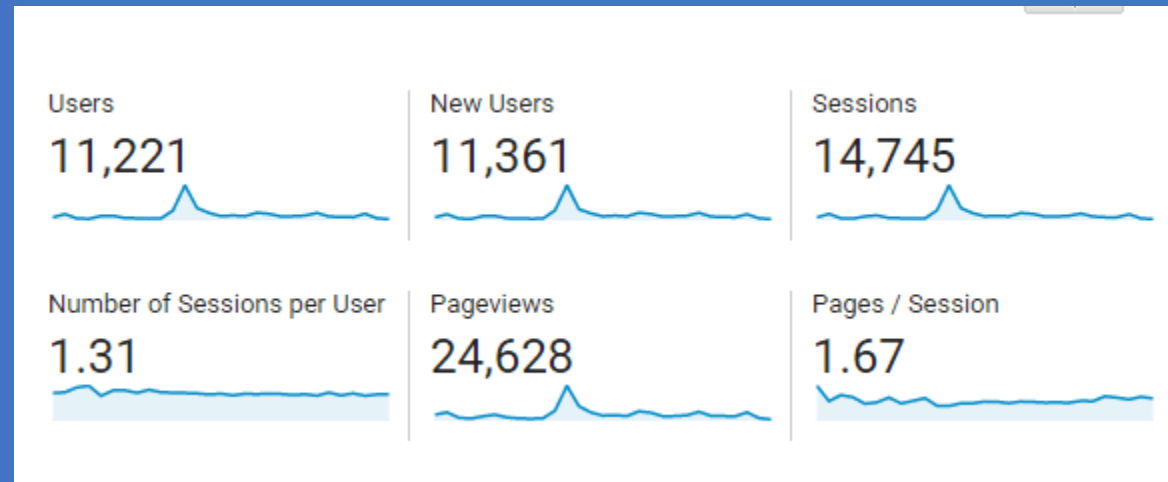 Users
11,221
New Users
11,361
Sessions
14,745
Number of Sessions per User
1.31
Pageviews
24,628
Pages / Session
1.67